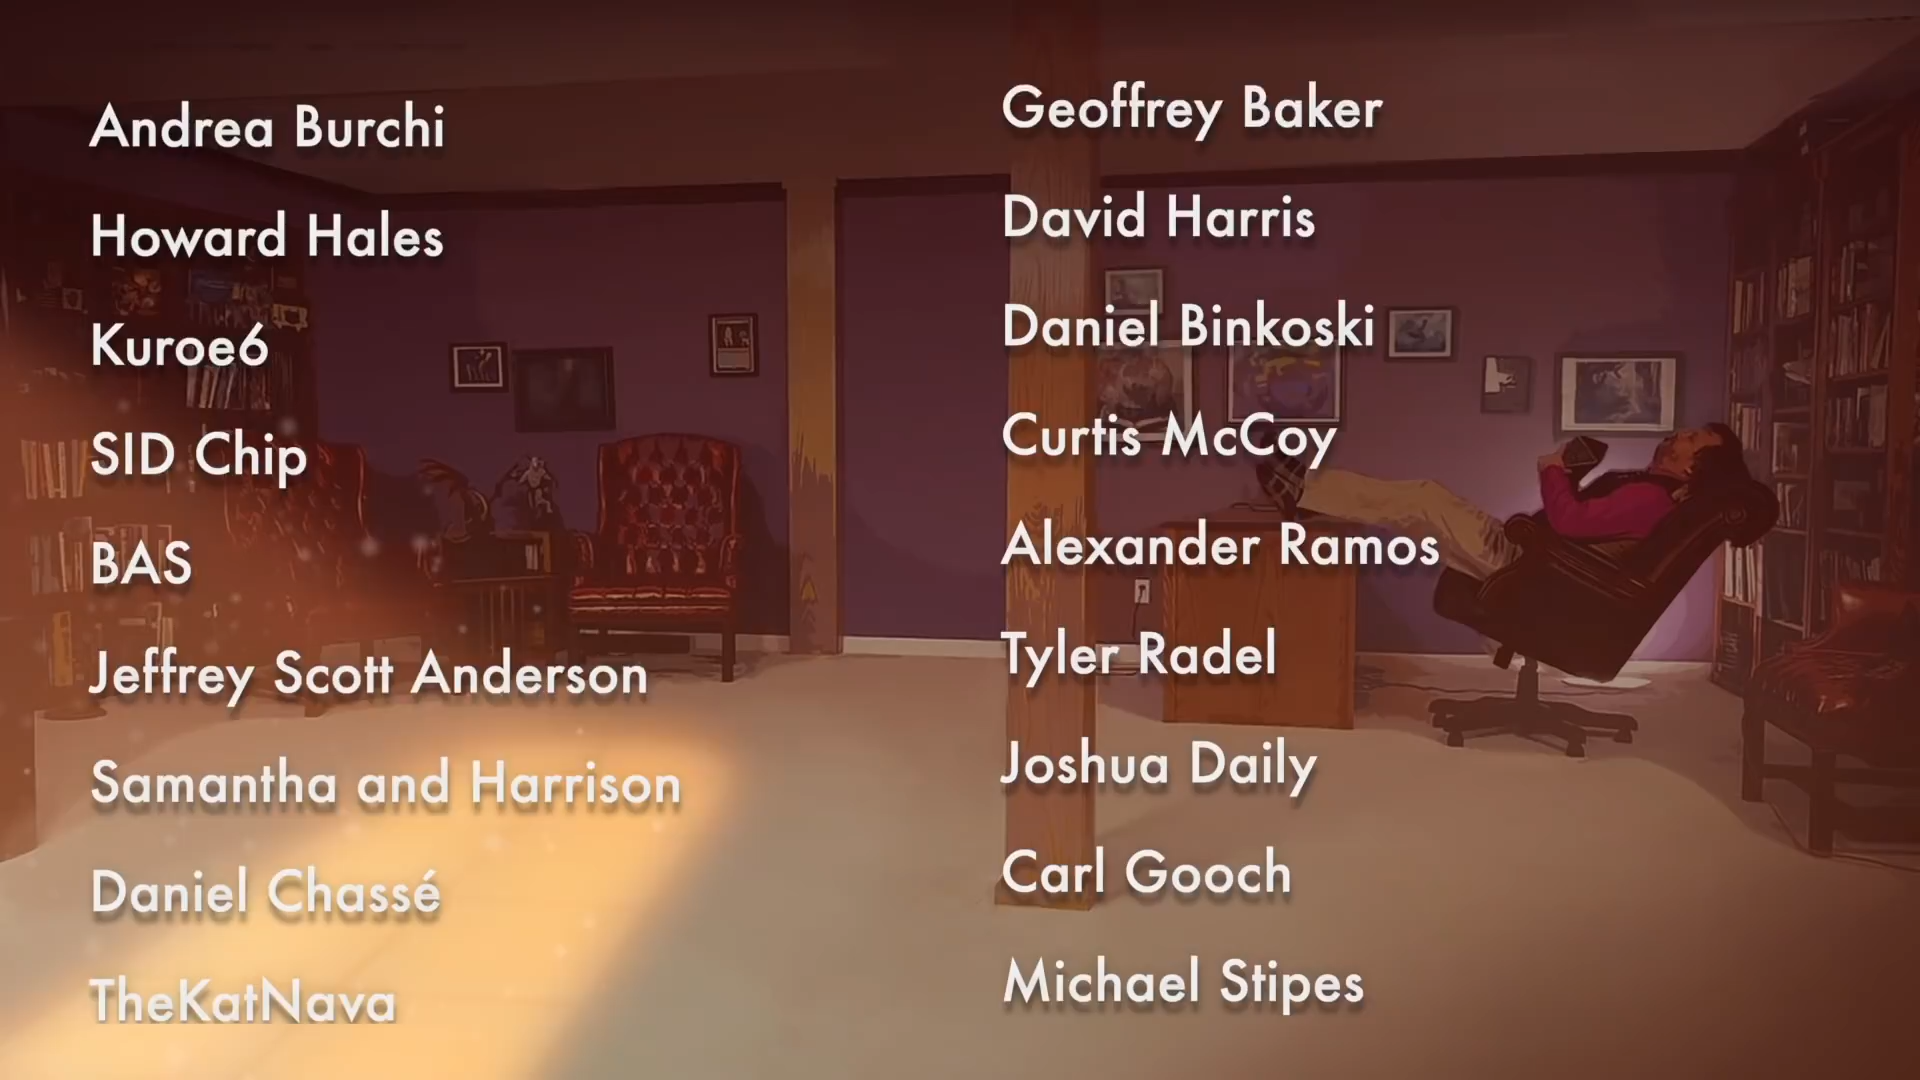 Andrea Burchi
Howard Hales
Kuroe6
SID Chip
BAS
Jeffrey Scott Anderson
Samantha and Harrison
Daniel Chassé
TheKatNava
Geoffrey Baker
David Harris
Daniel Binkoski
Curtis McCoy
Alexander Ramos
Tyler Radel
Joshua Daily
Carl Gooch
Michael Stipes